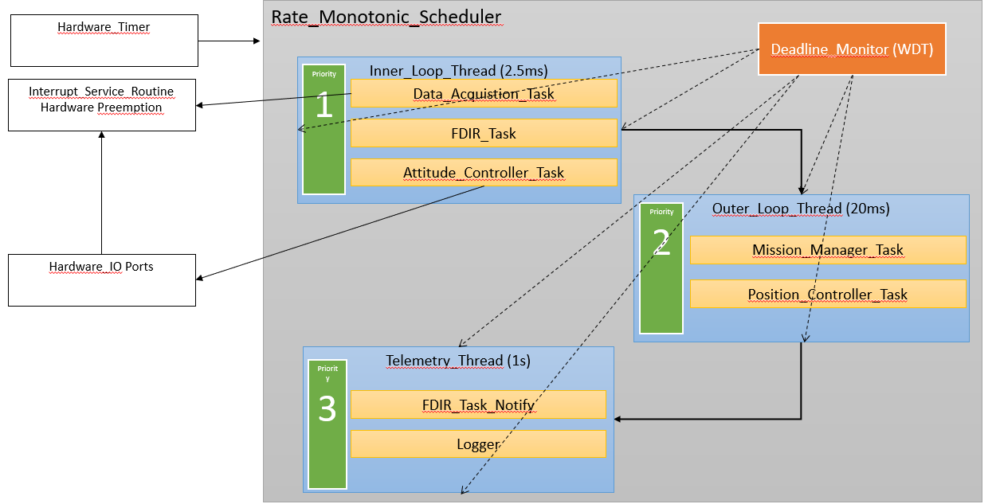 Rate_Monotonic_Scheduler
Hardware_Timer
Deadline_Monitor (WDT)
Interrupt_Service_Routine
Hardware Preemption
Priority
1
Inner_Loop_Thread (2.5ms)
Data_Acquistion_Task
FDIR_Task
Attitude_Controller_Task
Priority
2
Outer_Loop_Thread (20ms)
Mission_Manager_Task
Position_Controller_Task
Hardware_IO Ports
Priorit
y
3
Telemetry_Thread (1s)
FDIR_Task_Notify
Logger